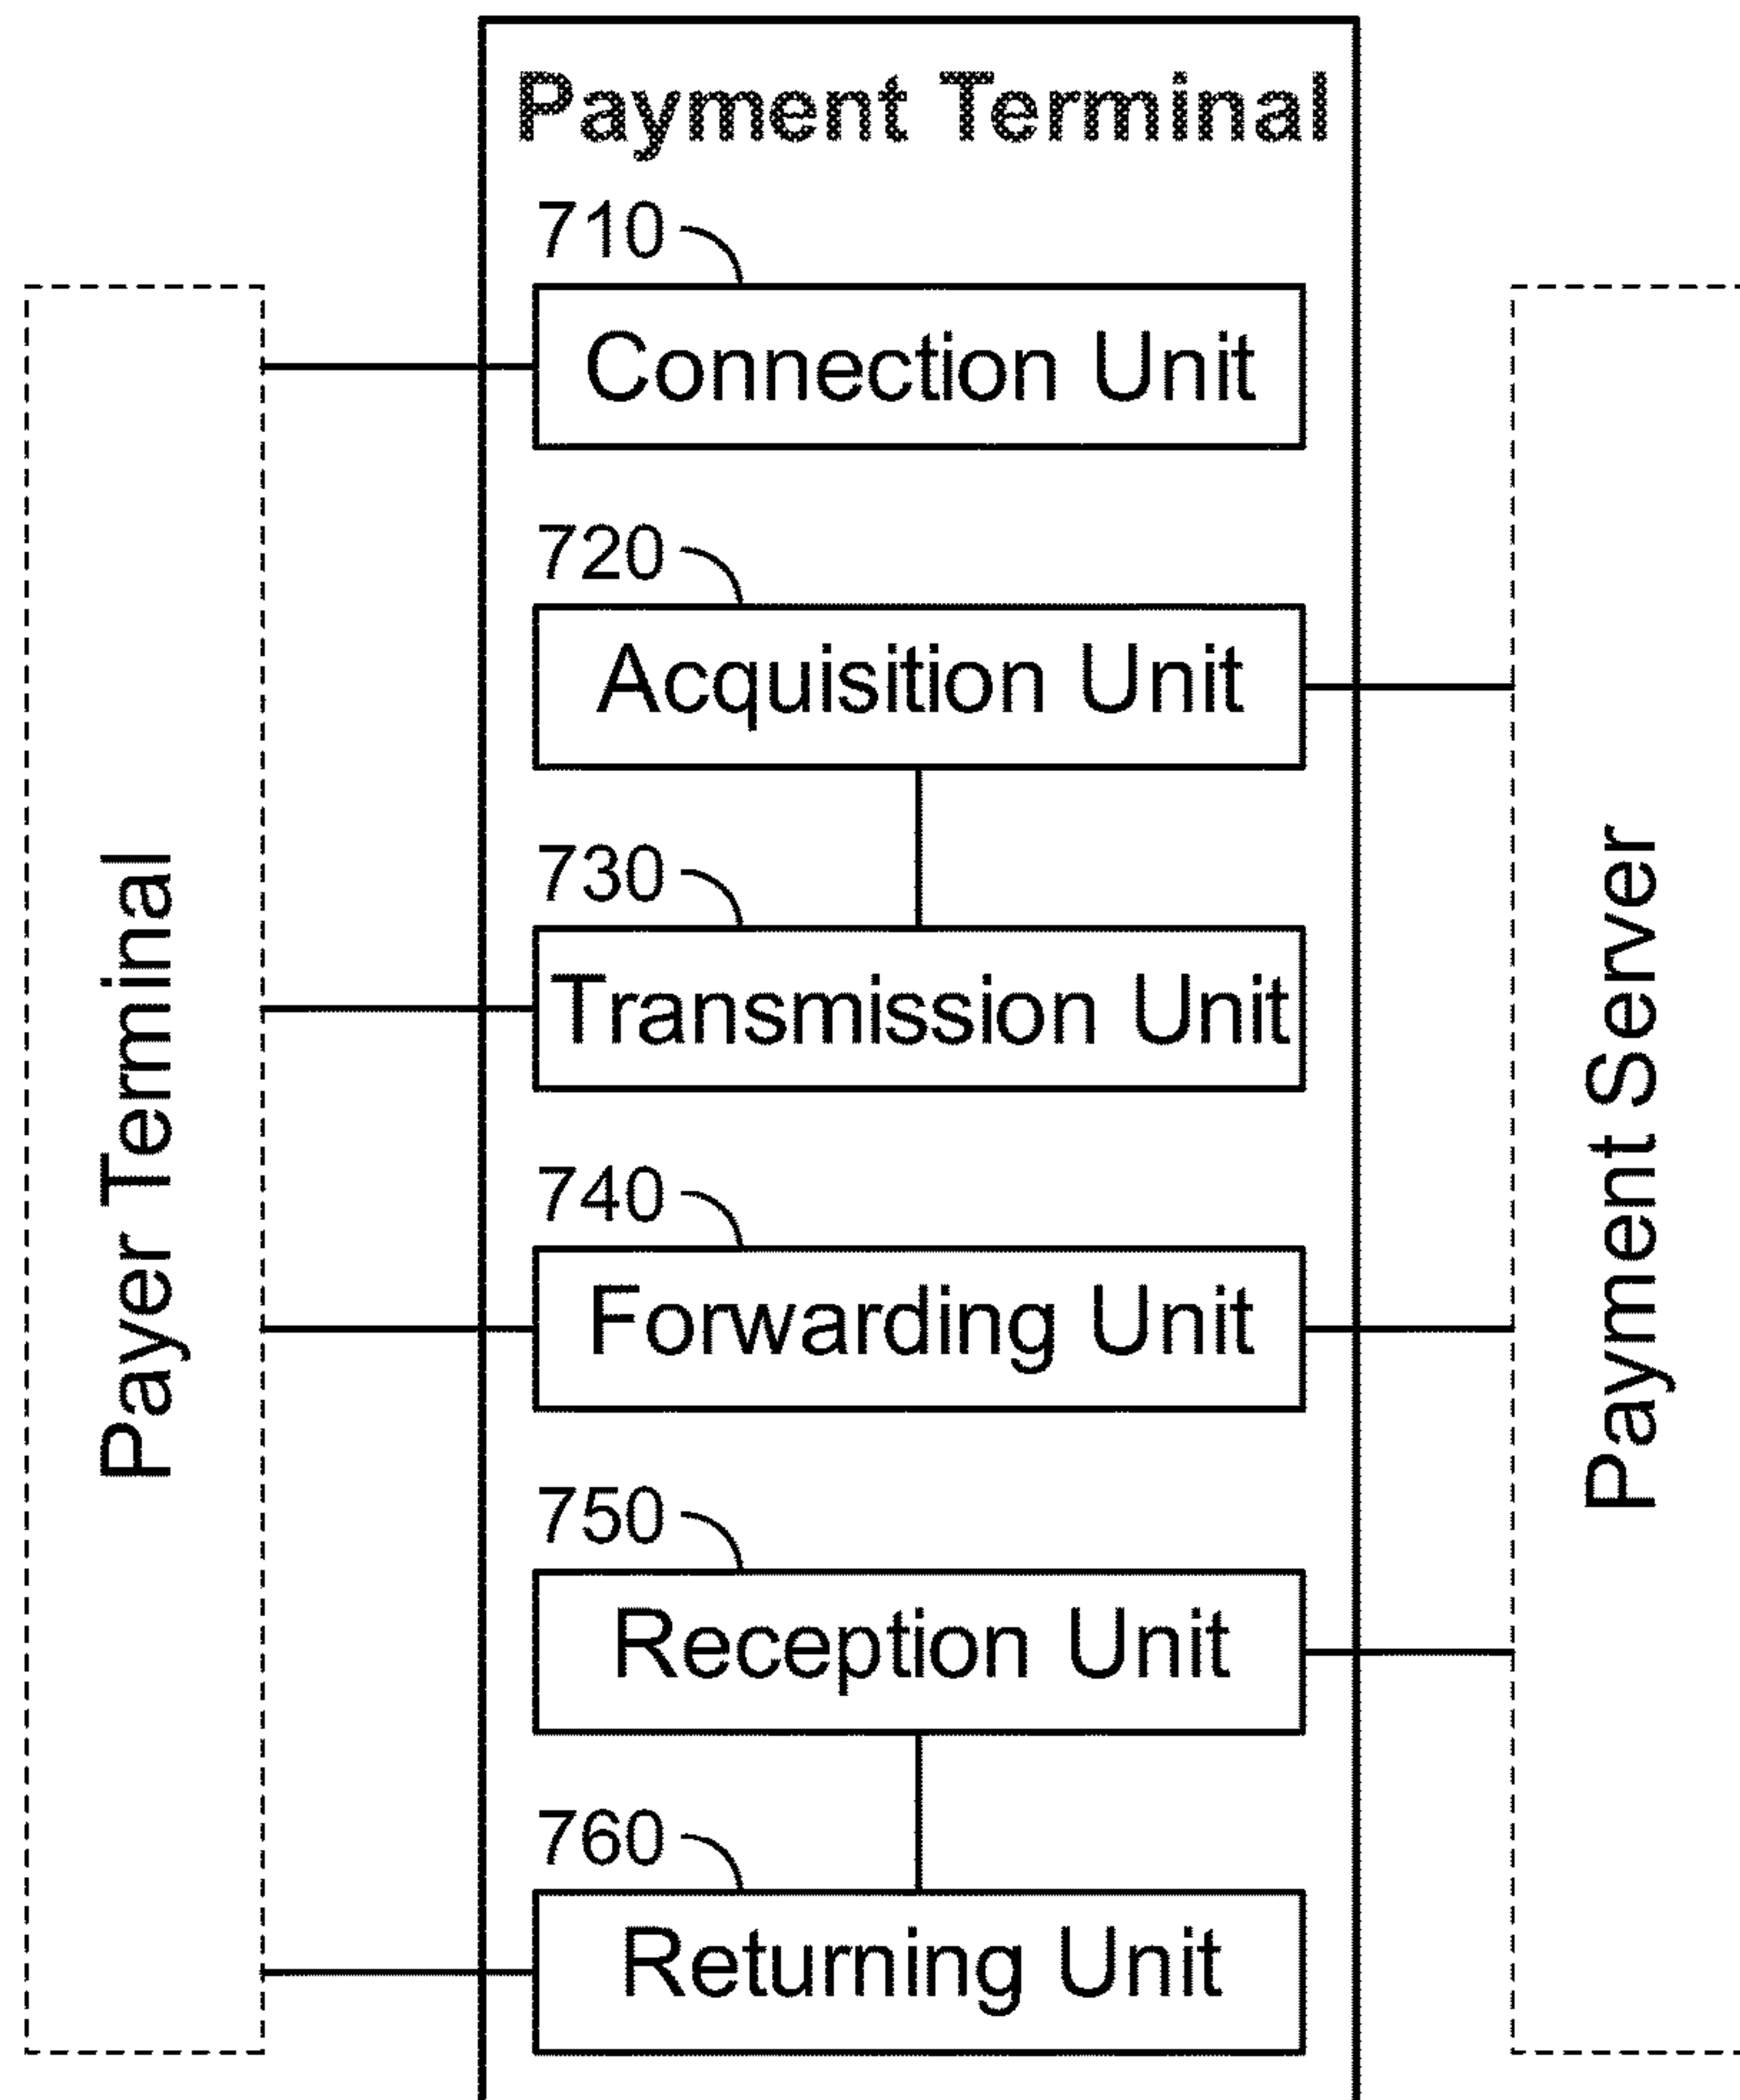 Payment Terminal
710
Connection Unit
720
Acquisition Unit
730
Transmission Unit
740
Forwarding Unit
750
Reception Unit
760
Returning Unit
Payer Terminal
Payment Server